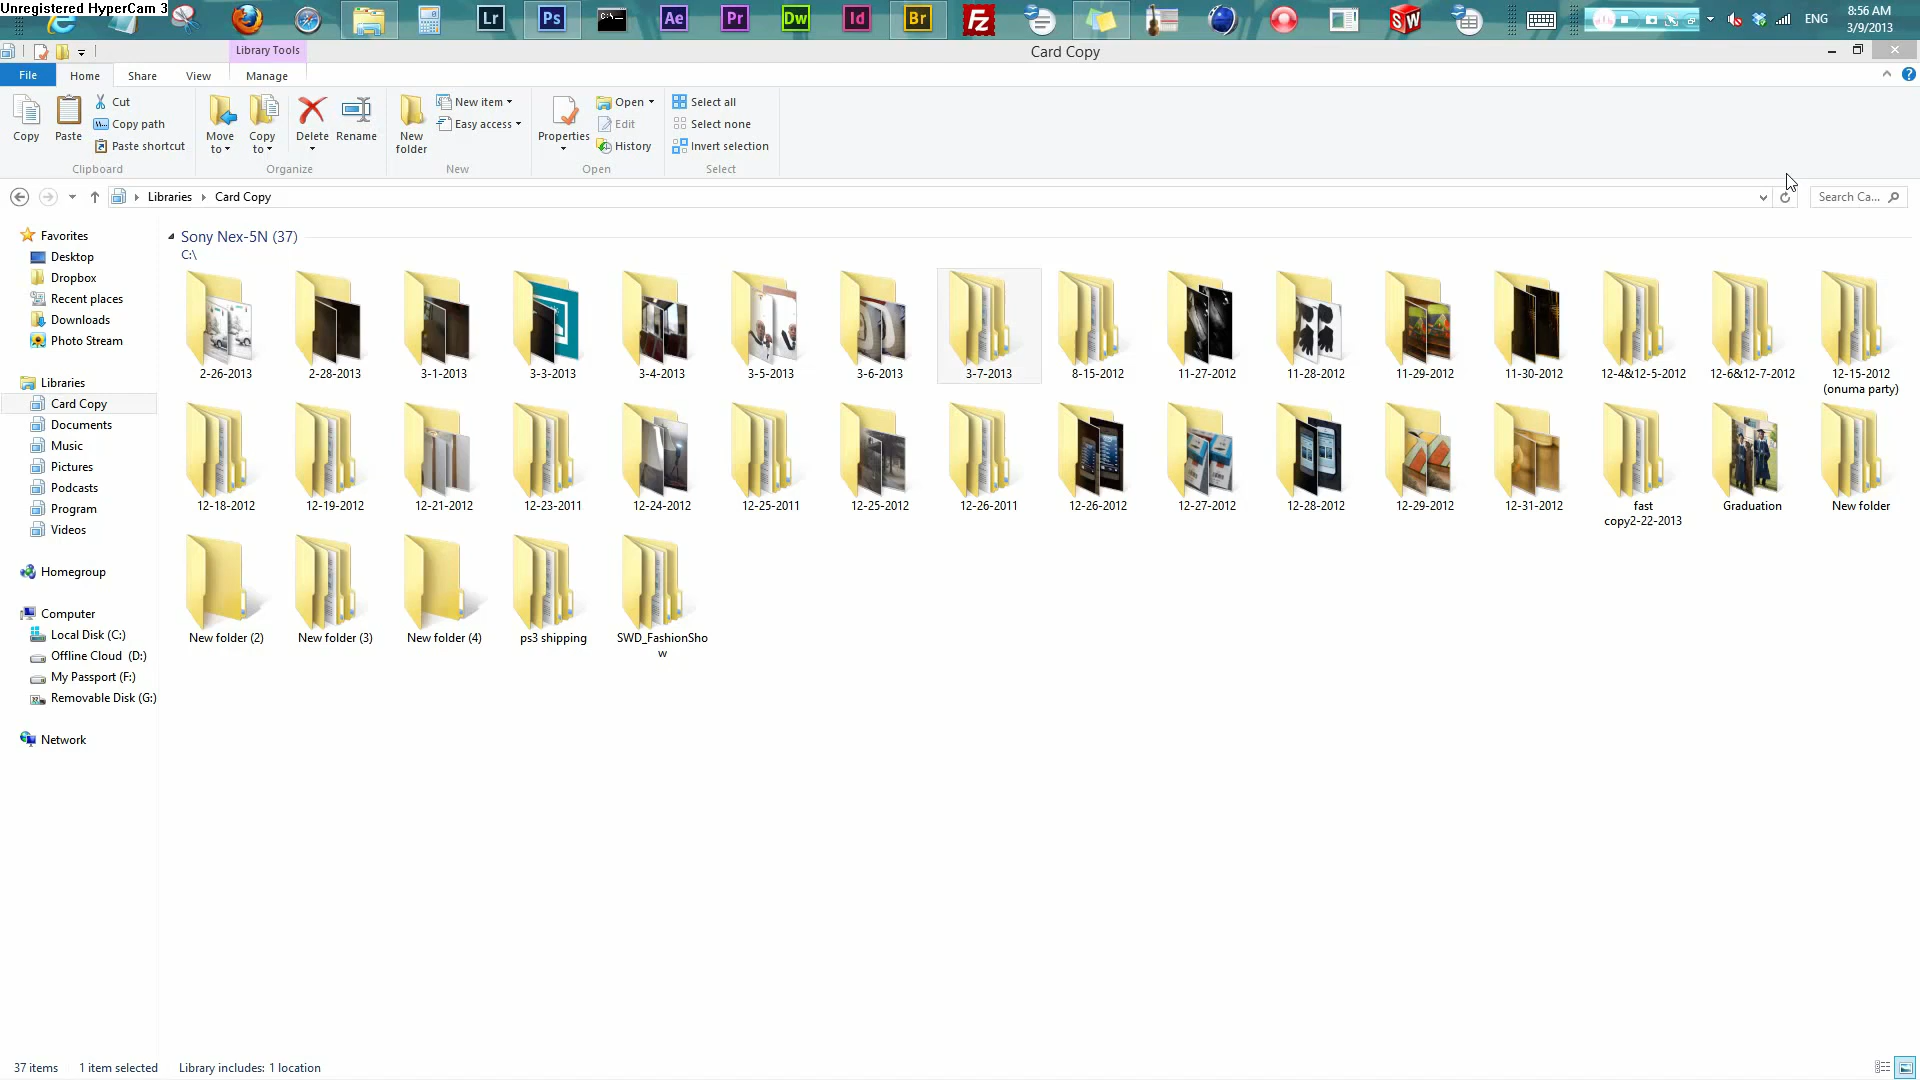 Unregistered HyperCam 3
Lr Ps C:\ Ae Pr Dw Id Br Fz SW ENG 8:56 AM
3/9/2013
Library Tools
Card Copy
File Home Share View Manage
Copy
Paste
Cut
Copy path
Paste shortcut
Clipboard
Move to
Copy to
Delete
Rename
Organize
New folder
New item
Easy access
New
Properties
Open
Edit
History
Open
Select all
Select none
Invert selection
Select
Libraries Card Copy
Search Ca...
Favorites
Desktop
Dropbox
Recent places
Downloads
Photo Stream
Libraries
Card Copy
Documents
Music
Pictures
Podcasts
Program
Videos
Homegroup
Computer
Local Disk (C:)
Offline Cloud (D:)
My Passport (F:)
Removable Disk (G:)
Network
Sony Nex-5N (37)
C:\
2-26-2013 2-28-2013 3-1-2013 3-3-2013 3-4-2013 3-5-2013 3-6-2013 3-7-2013 8-15-2012 11-27-2012 11-28-2012 11-29-2012 11-30-2012 12-4&12-5-2012 12-6&12-7-2012 12-15-2012
(onuma party)
12-18-2012 12-19-2012 12-21-2012 12-23-2011 12-24-2012 12-25-2011 12-25-2012 12-26-2011 12-26-2012 12-27-2012 12-28-2012 12-29-2012 12-31-2012 fast Graduation New folder
copy2-22-2013
New folder (2) New folder (3) New folder (4) ps3 shipping SWD_FashionSho
w
37 items 1 item selected Library includes: 1 location